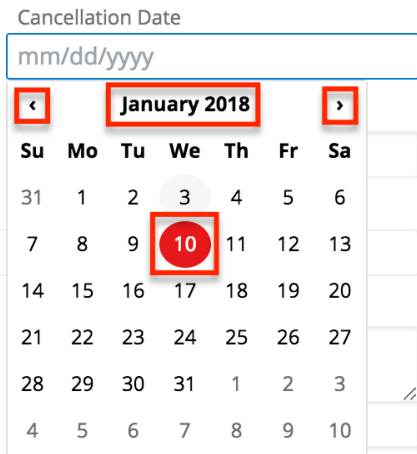 Cancellation Date
mm/dd/yyyy
‹ January 2018 ›
Su Mo Tu We Th Fr Sa
31 1 2 3 4 5 6
7 8 9 10 11 12 13
14 15 16 17 18 19 20
21 22 23 24 25 26 27
28 29 30 31 1 2 3
4 5 6 7 8 9 10